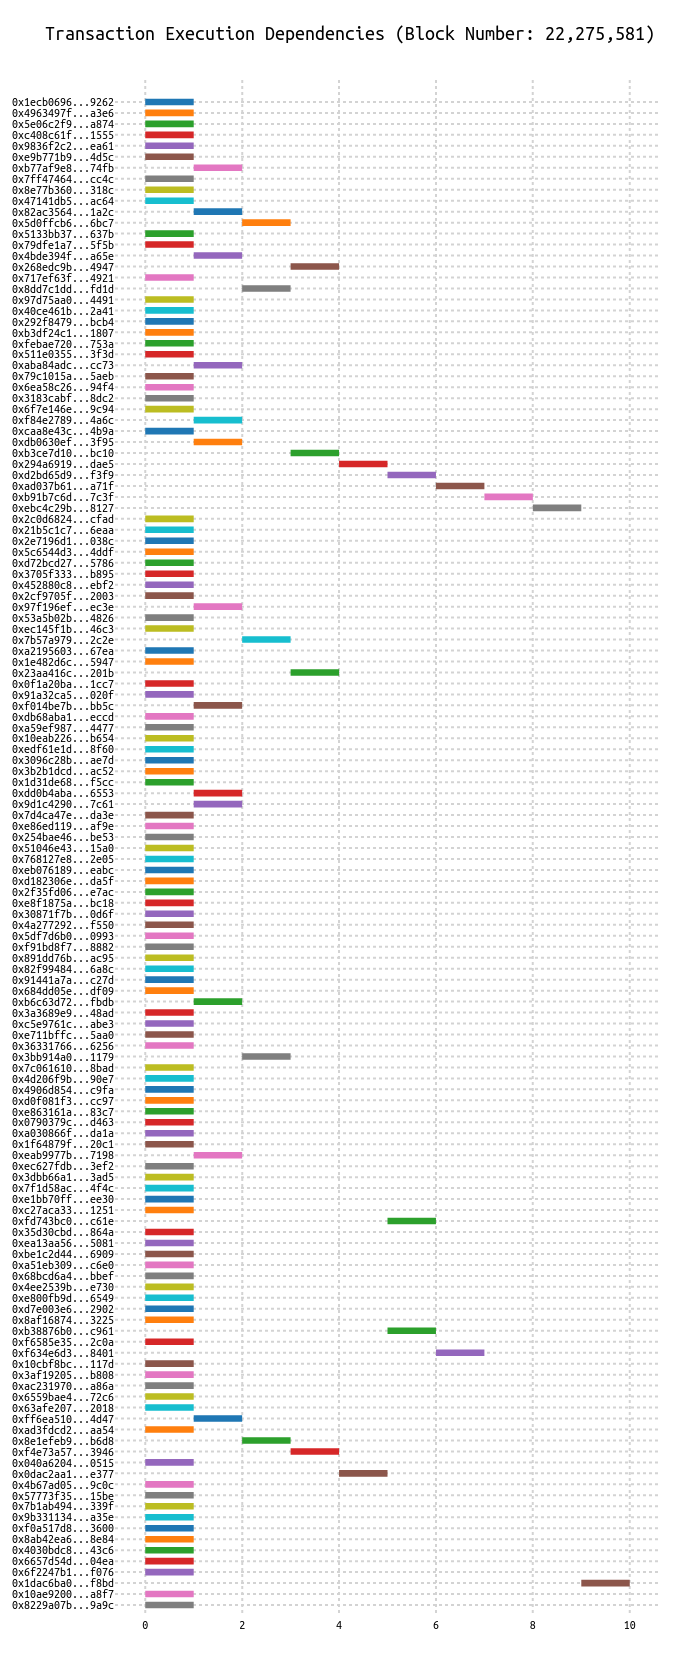 Transaction Execution Dependencies (Block Number: 22,275,581)
0x1ecb0696...9262
0x4963497f...a3e6
0x5e06c2f9...a874
0xc408c61f...1555
0x9836f2c2...ea61
0xe9b771b9...4d5c
0xb77af9e8...74fb
0x7ff47464...cc4c
0x8e77b360...318c
0x47141db5...ac64
0x82ac3564...1a2c
0x5d0ffcb6...6bc7
0x5133bb37...637b
0x79dfe1a7...5f5b
0x4bde394f...a65e
0x268edc9b...4947
0x717ef63f...4921
0x8dd7c1dd...fd1d
0x97d75aa0...4491
0x40ce461b...2a41
0x292f8479...bcb4
0xb3df24c1...1807
0xfebae720...753a
0x511e0355...3f3d
0xaba84adc...cc73
0x79c1015a...5aeb
0x6ea58c26...94f4
0x3183cabf...8dc2
0x6f7e146e...9c94
0xf84e2789...4a6c
0xcaa8e43c...4b9a
0xdb0630ef...3f95
0xb3ce7d10...bc10
0x294a6919...dae5
0xd2bd65d9...f3f9
0xad037b61...a71f
0xb91b7c6d...7c3f
0xebc4c29b...8127
0x2c0d6824...cfad
0x21b5c1c7...6eaa
0x2e7196d1...038c
0x5c6544d3...4ddf
0xd72bcd27...5786
0x3705f333...b895
0x452880c8...ebf2
0x2cf9705f...2003
0x97f196ef...ec3e
0x53a5b02b...4826
0xec145f1b...46c3
0x7b57a979...2c2e
0xa2195603...67ea
0x1e482d6c...5947
0x23aa416c...201b
0x0f1a20ba...1cc7
0x91a32ca5...020f
0xf014be7b...bb5c
0xdb68aba1...eccd
0xa59ef987...4477
0x10eab226...b654
0xedf61e1d...8f60
0x3096c28b...ae7d
0x3b2b1dcd...ac52
0x1d31de68...f5cc
0xdd0b4aba...6553
0x9d1c4290...7c61
0x7d4ca47e...da3e
0xe86ed119...af9e
0x254bae46...be53
0x51046e43...15a0
0x768127e8...2e05
0xeb076189...eabc
0xd182306e...da5f
0x2f35fd06...e7ac
0xe8f1875a...bc18
0x30871f7b...0d6f
0x4a277292...f550
0x5df7d6b0...0993
0xf91bd8f7...8882
0x891dd76b...ac95
0x82f99484...6a8c
0x91441a7a...c27d
0x684dd05e...df09
0xb6c63d72...fbdb
0x3a3689e9...48ad
0xc5e9761c...abe3
0xe711bffc...5aa0
0x36331766...6256
0x3bb914a0...1179
0x7c061610...8bad
0x4d206f9b...90e7
0x4906d854...c9fa
0xd0f081f3...cc97
0xe863161a...83c7
0x0790379c...d463
0xa030866f...da1a
0x1f64879f...20c1
0xeab9977b...7198
0xec627fdb...3ef2
0x3dbb66a1...3ad5
0x7f1d58ac...4f4c
0xe1bb70ff...ee30
0xc27aca33...1251
0xfd743bc0...c61e
0x35d30cbd...864a
0xea13aa56...5081
0xbe1c2d44...6909
0xa51eb309...c6e0
0x68bcd6a4...bbef
0x4ee2539b...e730
0xe800fb9d...6549
0xd7e003e6...2902
0x8af16874...3225
0xb38876b0...c961
0xf6585e35...2c0a
0xf634e6d3...8401
0x10cbf8bc...117d
0x3af19205...b808
0xac231970...a86a
0x6559bae4...72c6
0x63afe207...2018
0xff6ea510...4d47
0xad3fdcd2...aa54
0x8e1efeb9...b6d8
0xf4e73a57...3946
0x040a6204...0515
0x0dac2aa1...e377
0x4b67ad05...9c0c
0x57773f35...15be
0x7b1ab494...339f
0x9b331134...a35e
0xf0a517d8...3600
0x8ab42ea6...8e84
0x4030bdc8...43c6
0x6657d54d...04ea
0x6f2247b1...f076
0x1dac6ba0...f8bd
0x10ae9200...a8f7
0x8229a07b...9a9c
0 2 4 6 8 10